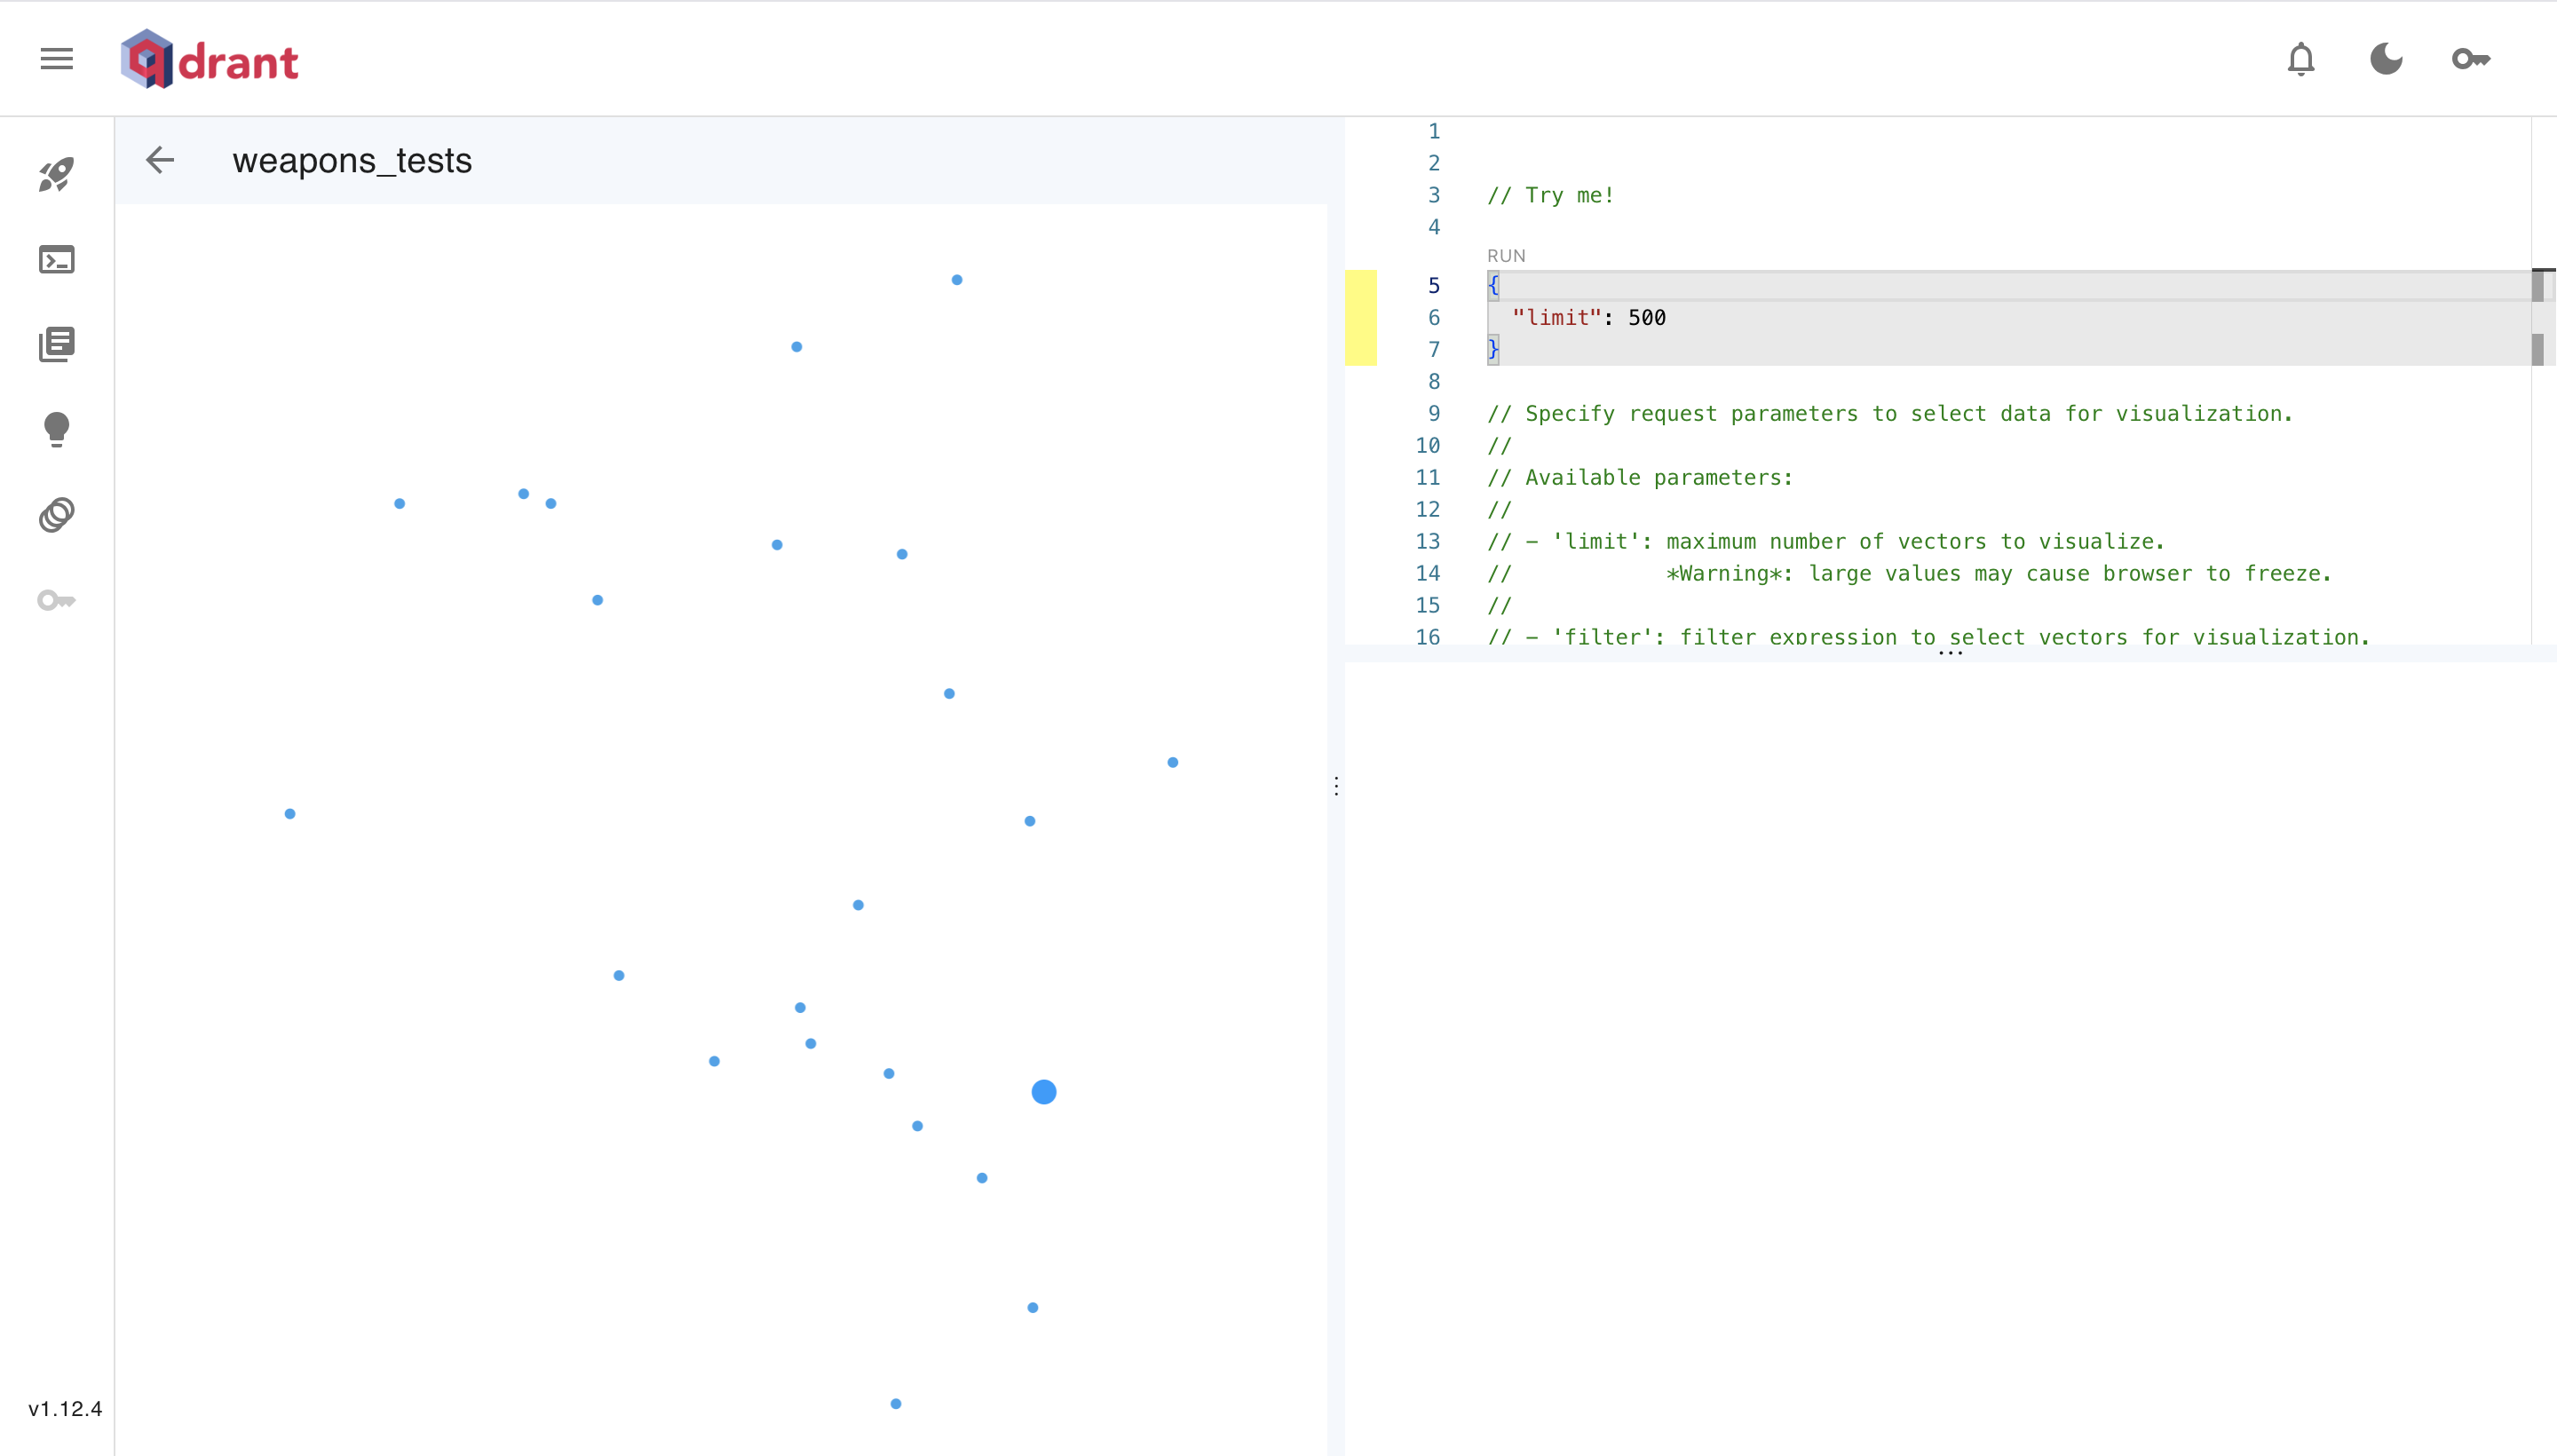 qdrant
weapons_tests
1
2
3 // Try me!
4
RUN
5 {
6 "limit": 500
7 }
8
9 // Specify request parameters to select data for visualization.
10 //
11 // Available parameters:
12 //
13 // - 'limit': maximum number of vectors to visualize.
14 // *Warning*: large values may cause browser to freeze.
15 //
16 // - 'filter': filter expression to select vectors for visualization.
v1.12.4